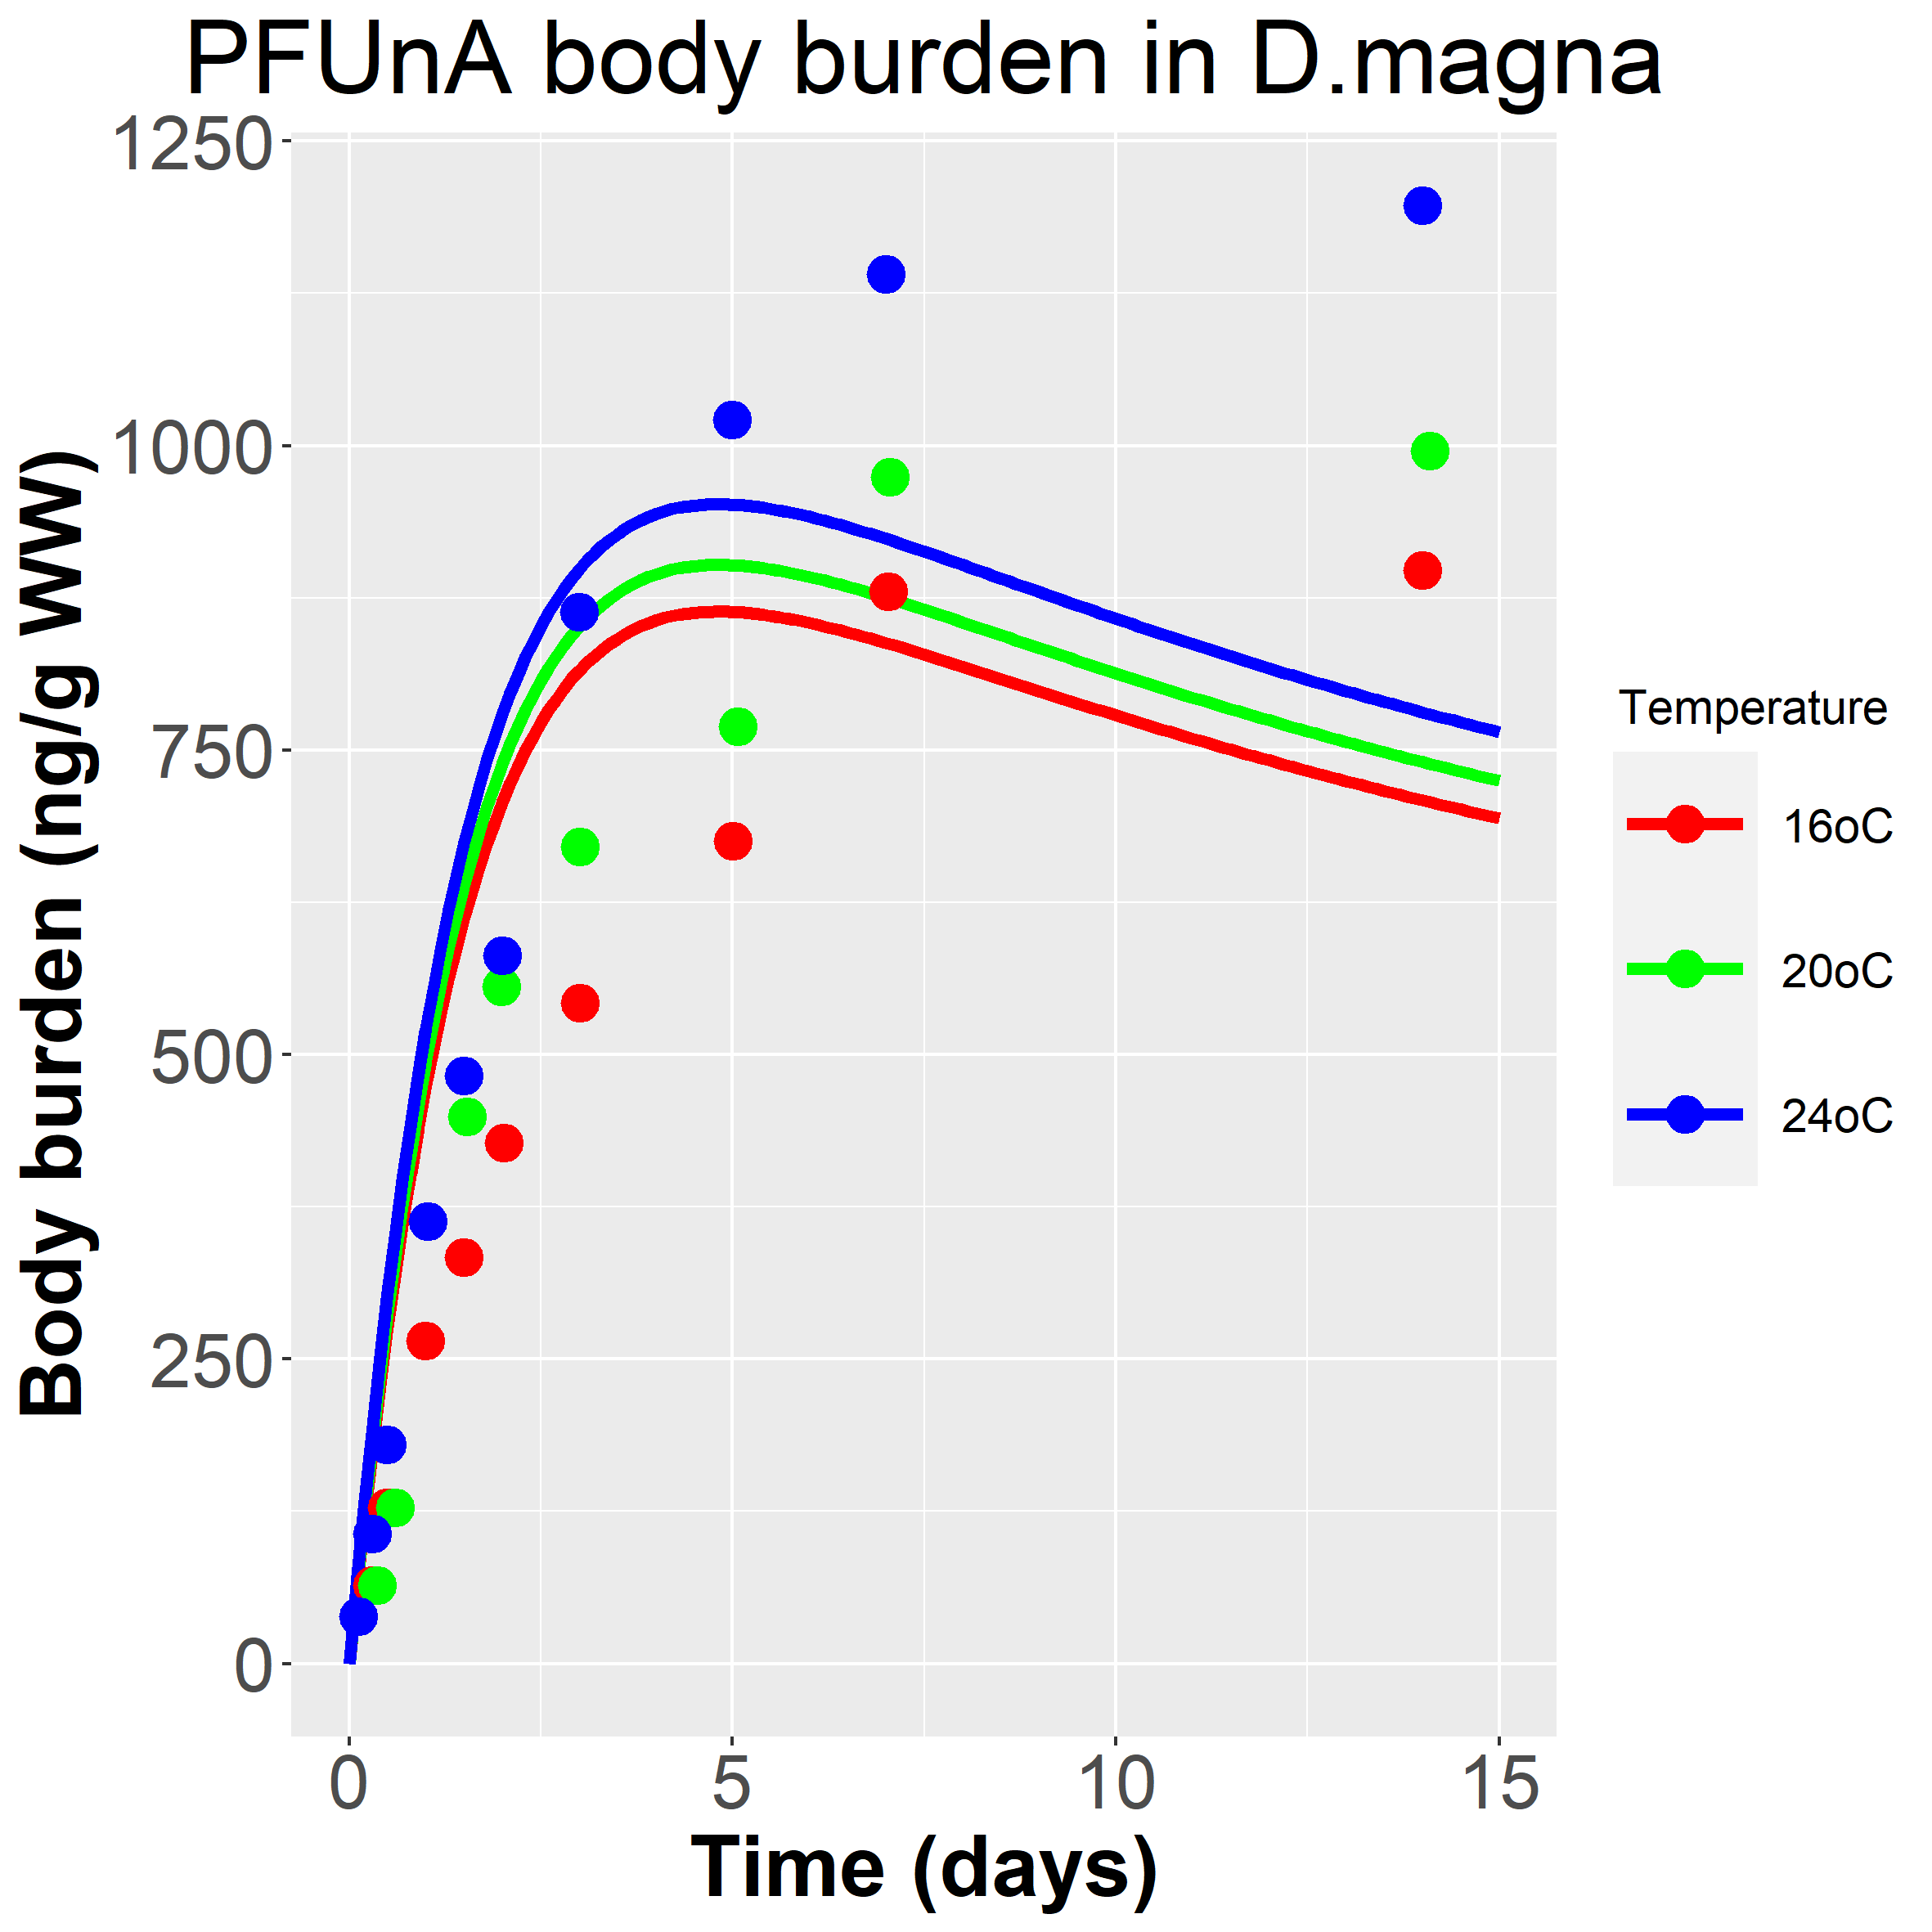 PFUnA body burden in D.magna
1250
1000
750
500
250
0
Body burden (ng/g WW)
0 5 10 15
Time (days)
Temperature
16oC
20oC
24oC